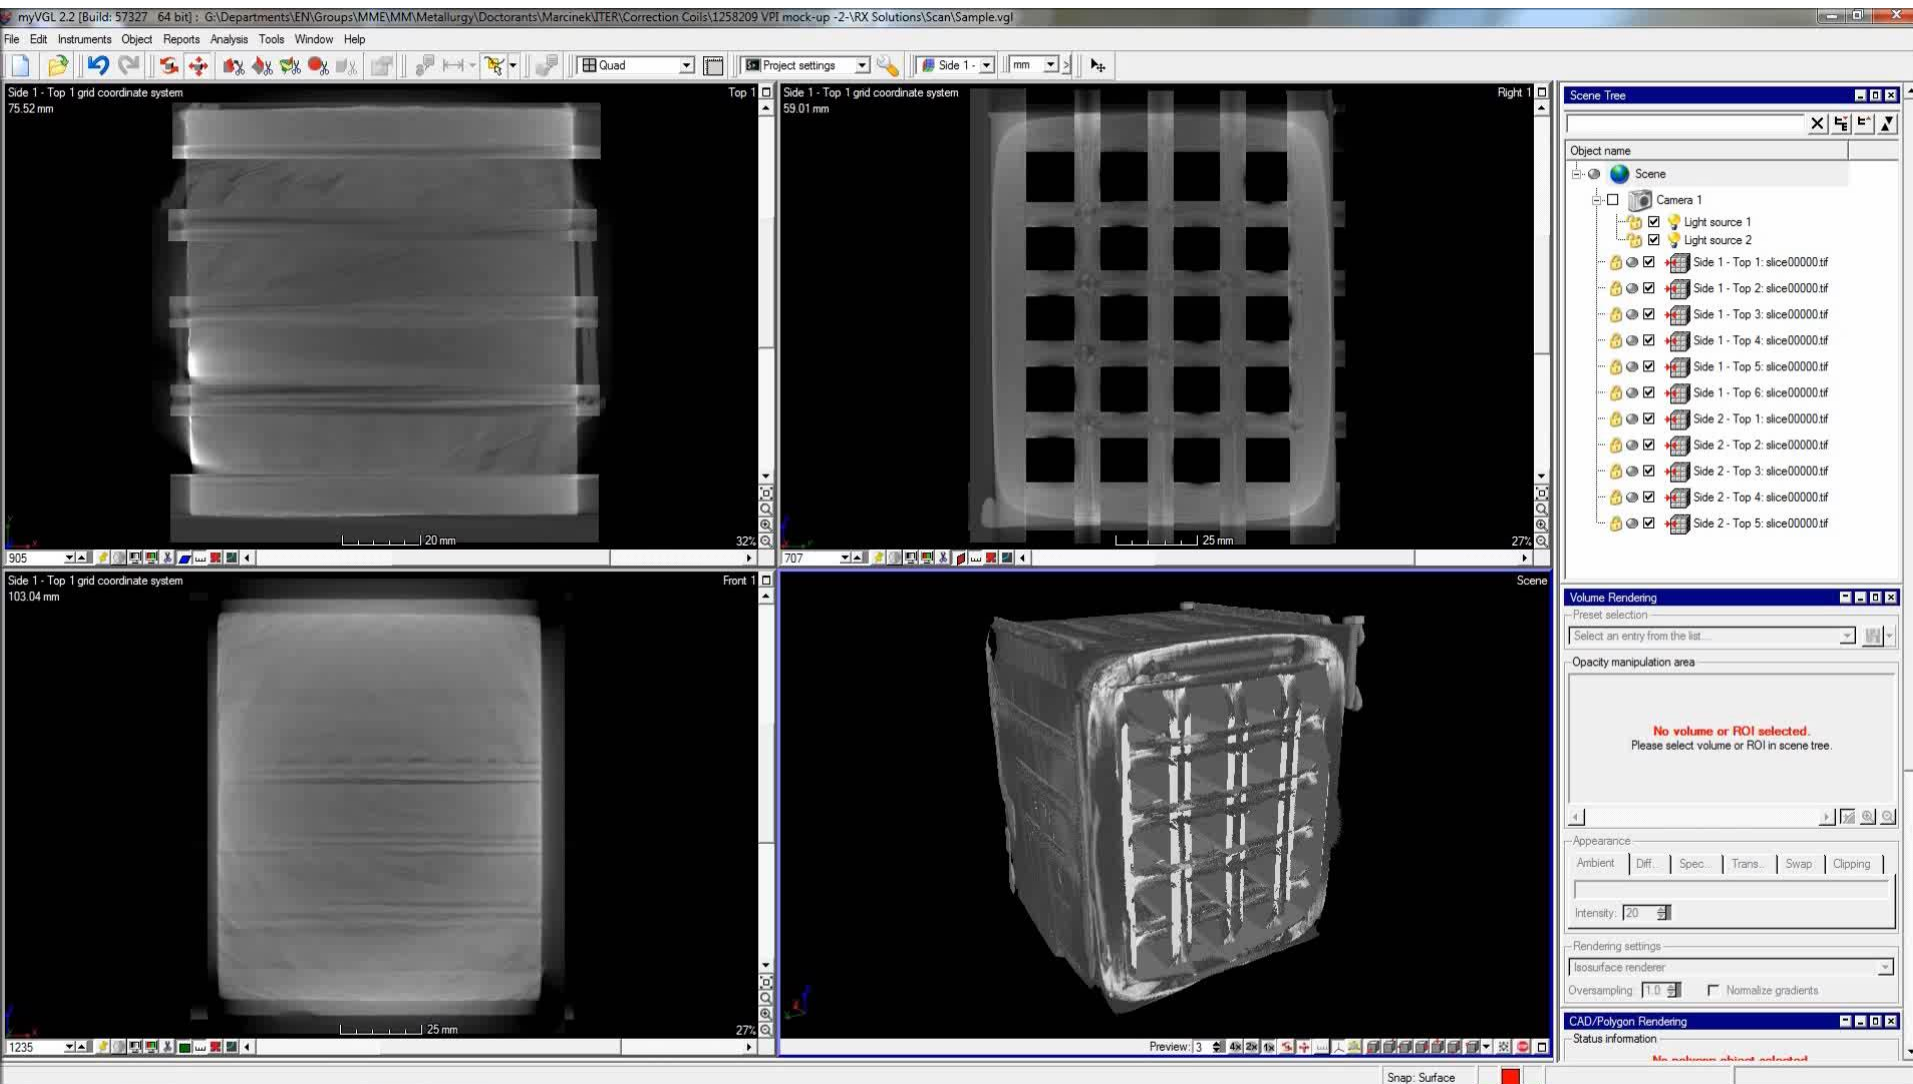 myVGL 2.2 [Build: 57327 64 bit] : G:\Departments\EN\Groups\MME\MM\Metallurgy\Doctorants\Marcinek\ITER\Correction Coils\1258209 VPI mock-up -2-\RX Solutions\Scan\Sample.vgl
File Edit Instruments Object Reports Analysis Tools Window Help
Quad Project settings Side 1 - mm
Side 1 - Top 1 grid coordinate system Top 1
75.52 mm
20 mm 32%
905
Side 1 - Top 1 grid coordinate system Right 1
59.01 mm
25 mm 27%
707
Side 1 - Top 1 grid coordinate system Front 1
103.04 mm
25 mm 27%
1235
Scene
Preview: 3 4x 2x 1x
Scene Tree
Object name
Scene
Camera 1
Light source 1
Light source 2
Side 1 - Top 1: slice00000.tif
Side 1 - Top 2: slice00000.tif
Side 1 - Top 3: slice00000.tif
Side 1 - Top 4: slice00000.tif
Side 1 - Top 5: slice00000.tif
Side 1 - Top 6: slice00000.tif
Side 2 - Top 1: slice00000.tif
Side 2 - Top 2: slice00000.tif
Side 2 - Top 3: slice00000.tif
Side 2 - Top 4: slice00000.tif
Side 2 - Top 5: slice00000.tif
Volume Rendering
Preset selection
Select an entry from the list...
Opacity manipulation area
No volume or ROI selected.
Please select volume or ROI in scene tree.
Appearance
Ambient Diff... Spec... Trans... Swap Clipping
Intensity: 20
Rendering settings
Isosurface renderer
Oversampling: 1.0 Normalize gradients
CAD/Polygon Rendering
Status information
No polygon object selected
Snap: Surface